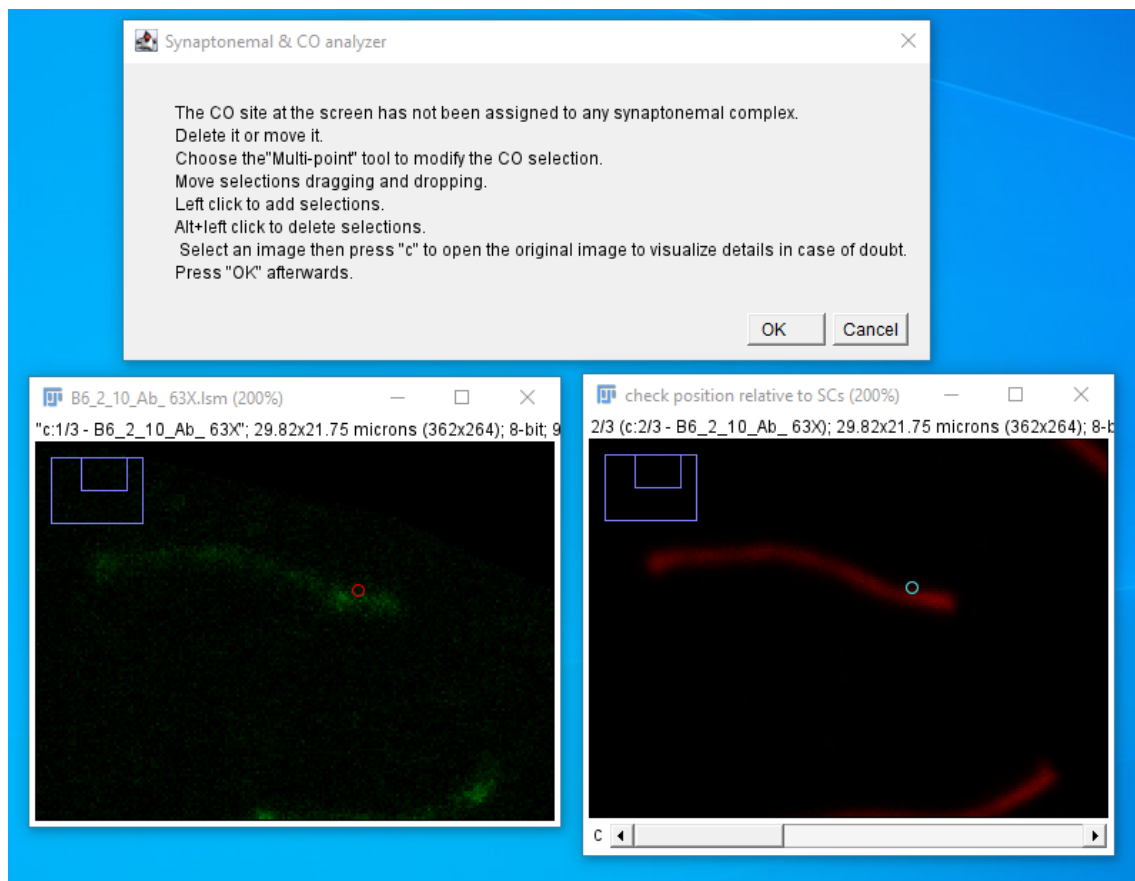 Synaptonemal & CO analyzer
The CO site at the screen has not been assigned to any synaptonemal complex.
Delete it or move it.
Choose the"Multi-point" tool to modify the CO selection.
Move selections dragging and dropping.
Left click to add selections.
Alt+left click to delete selections.
Select an image then press "c" to open the original image to visualize details in case of doubt.
Press "OK" afterwards.
OK Cancel
B6_2_10_Ab_ 63X.lsm (200%)
"c:1/3 - B6_2_10_Ab_ 63X"; 29.82x21.75 microns (362x264); 8-bit; 9
check position relative to SCs (200%)
2/3 (c:2/3 - B6_2_10_Ab_ 63X); 29.82x21.75 microns (362x264); 8-b
C